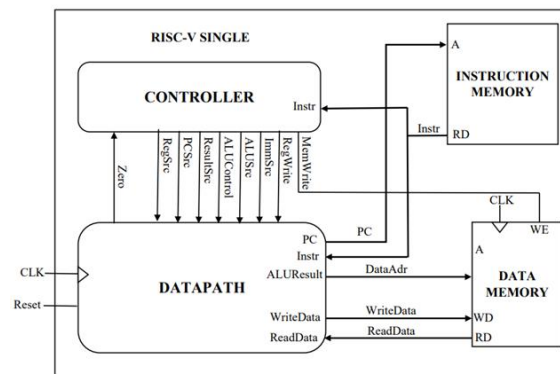 RISC-V SINGLE
CONTROLLER
Instr
A
INSTRUCTION
MEMORY
RD
Instr
Zero
RegSrc
PCSrc
ResultSrc
ALUControl
ALUSrc
ImmSrc
RegWrite
MemWrite
CLK
WE
PC
PC
Instr
A
CLK
ALUResult
DataAdr
DATA
MEMORY
DATAPATH
Reset
WriteData
WriteData
WD
ReadData
ReadData
RD